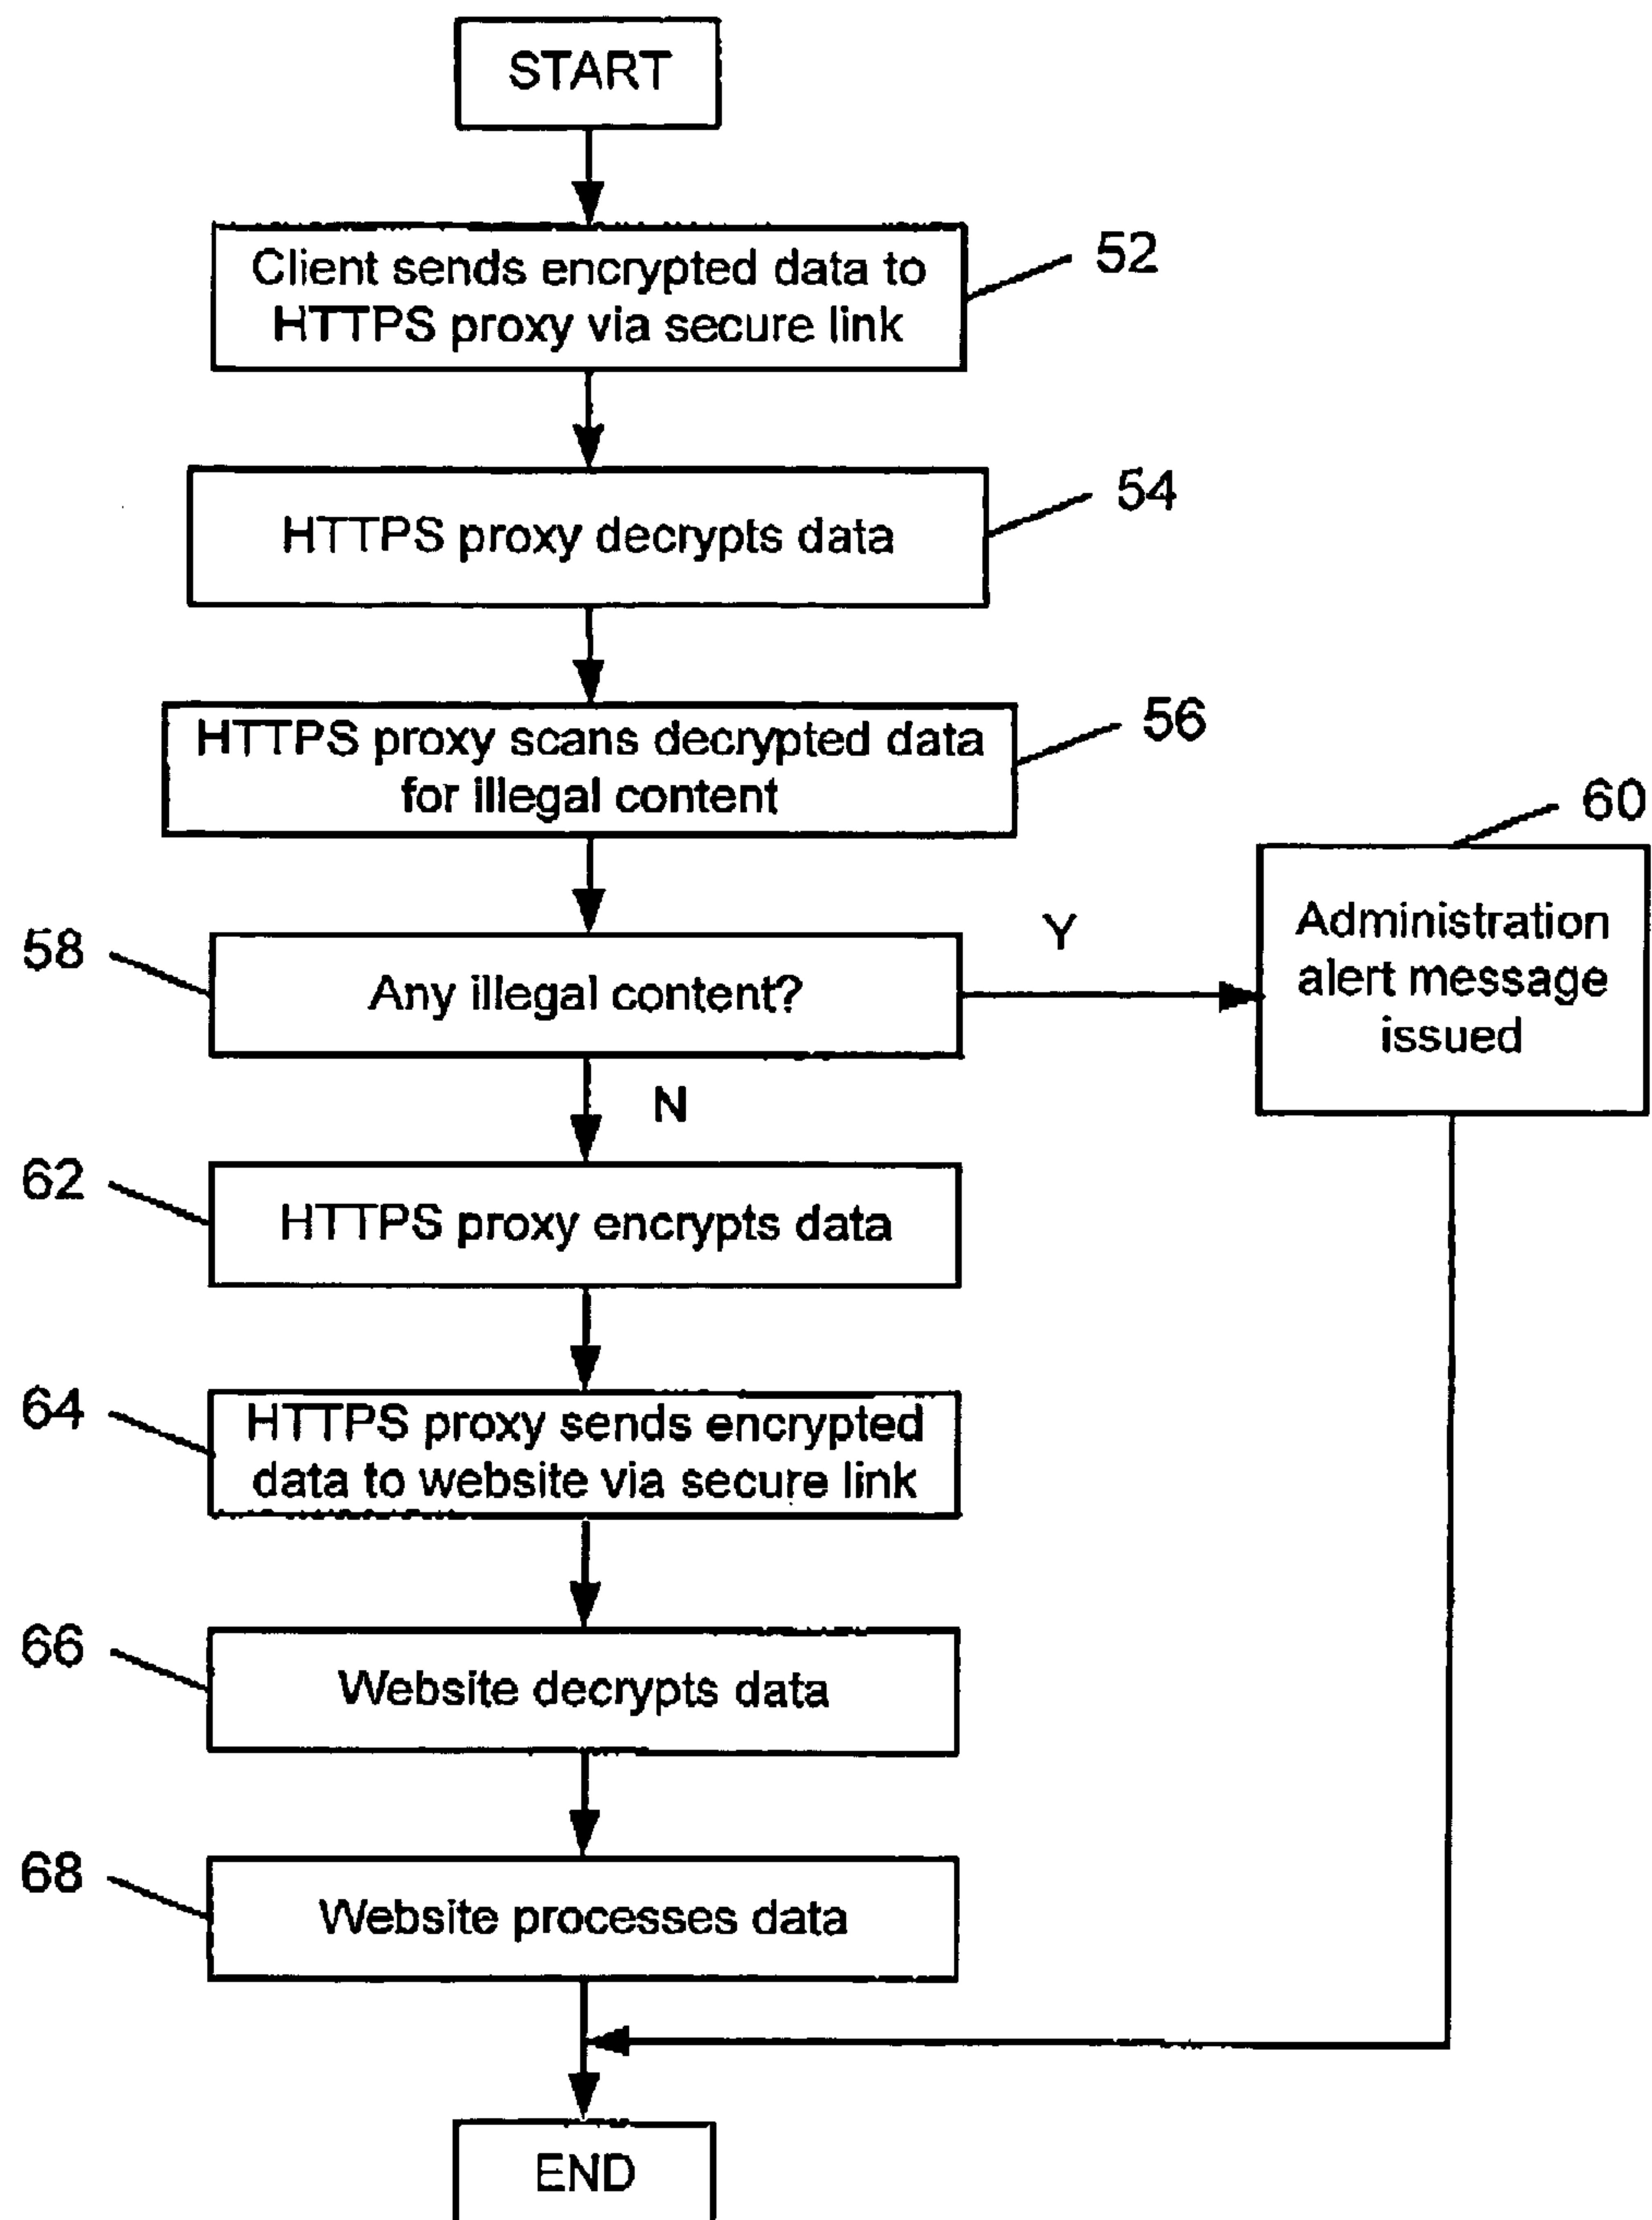 START
Client sends encrypted data to
HTTPS proxy via secure link
52
HTTPS proxy decrypts data
54
HTTPS proxy scans decrypted data
for illegal content
56
58
Any illegal content?
Y
60
Administration
alert message
issued
N
62
HTTPS proxy encrypts data
64
HTTPS proxy sends encrypted
data to website via secure link
66
Website decrypts data
68
Website processes data
END